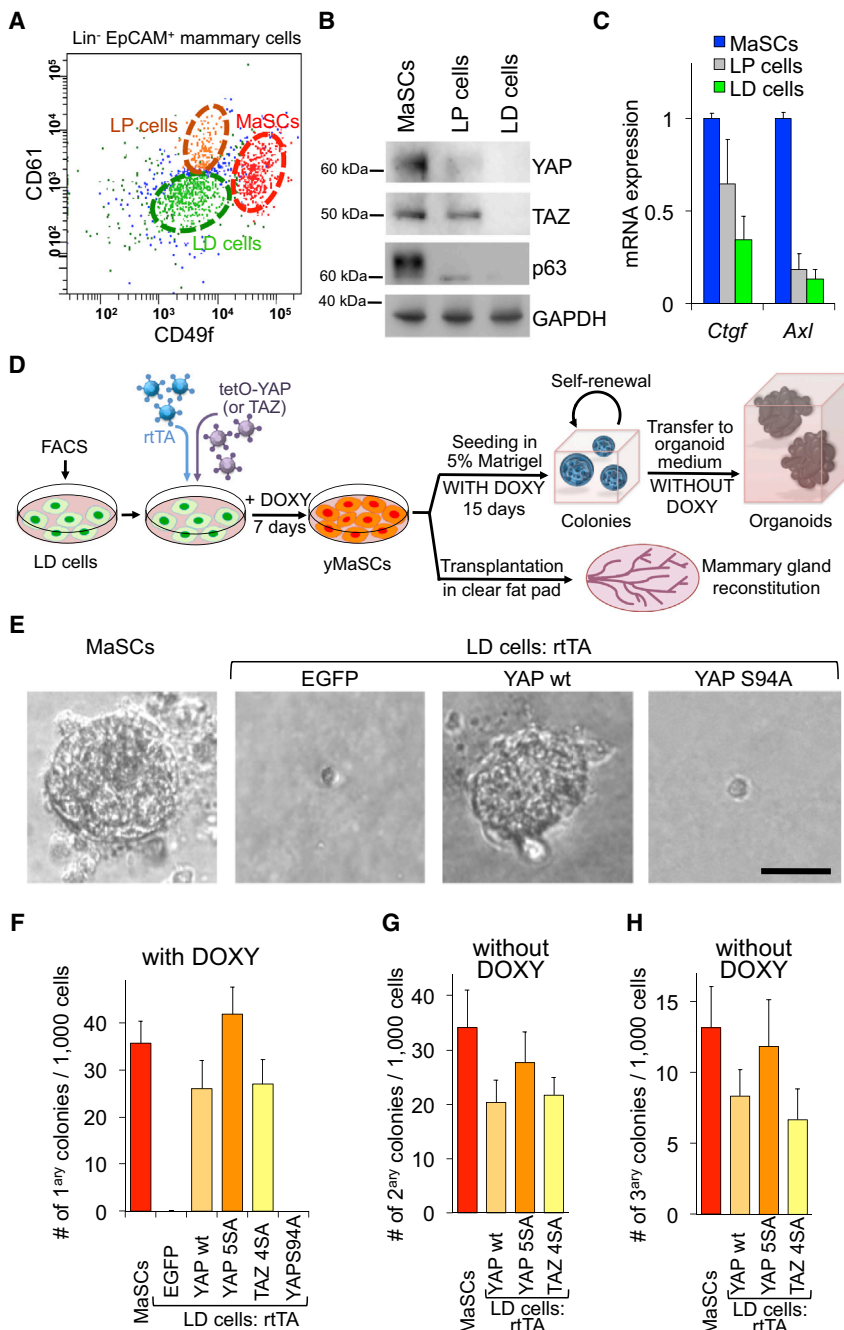 A
Lin⁻ EpCAM⁺ mammary cells
10⁵
10⁴
10³
10²
0
CD61
LP cells
MaSCs
LD cells
10²
10³
10⁴
10⁵
CD49f
B
MaSCs
LP cells
LD cells
60 kDa
YAP
50 kDa
TAZ
60 kDa
p63
40 kDa
GAPDH
C
MaSCs
LP cells
LD cells
mRNA expression
1
0.5
0
Ctgf
Axl
D
FACS
LD cells
rtTA
tetO-YAP
(or TAZ)
+ DOXY
7 days
yMaSCs
Seeding in
5% Matrigel
WITH DOXY
15 days
Self-renewal
Colonies
Transfer to
organoid
medium
WITHOUT
DOXY
Organoids
Transplantation
in clear fat pad
Mammary gland
reconstitution
E
MaSCs
LD cells: rtTA
EGFP
YAP wt
YAP S94A
F
with DOXY
# of 1ᵃʳʸ colonies / 1,000 cells
40
30
20
10
0
MaSCs
EGFP
YAP wt
YAP 5SA
TAZ 4SA
YAPS94A
LD cells: rtTA
G
without
DOXY
# of 2ᵃʳʸ colonies / 1,000 cells
40
30
20
10
0
MaSCs
YAP wt
YAP 5SA
TAZ 4SA
LD cells:
rtTA
H
without
DOXY
# of 3ᵃʳʸ colonies / 1,000 cells
15
10
5
0
MaSCs
YAP wt
YAP 5SA
TAZ 4SA
LD cells:
rtTA